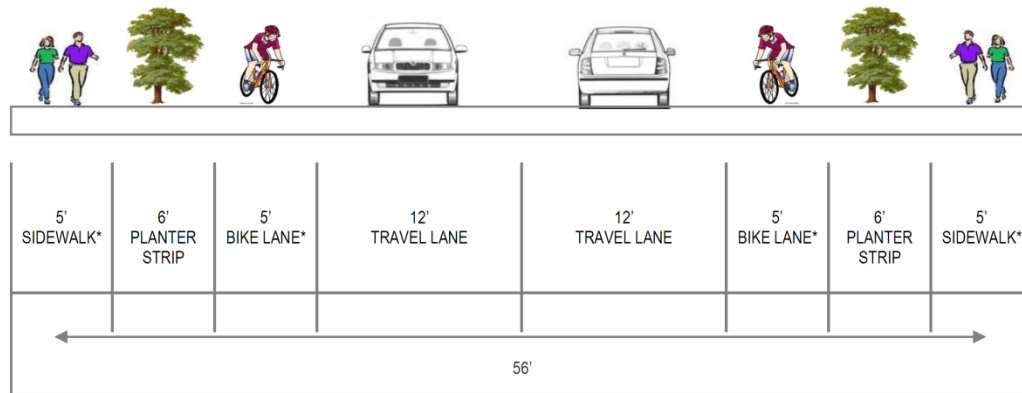 5’
SIDEWALK*
6’
PLANTER
STRIP
5’
BIKE LANE*
12’
TRAVEL LANE
12’
TRAVEL LANE
5’
BIKE LANE*
6’
PLANTER
STRIP
5’
SIDEWALK*
56’